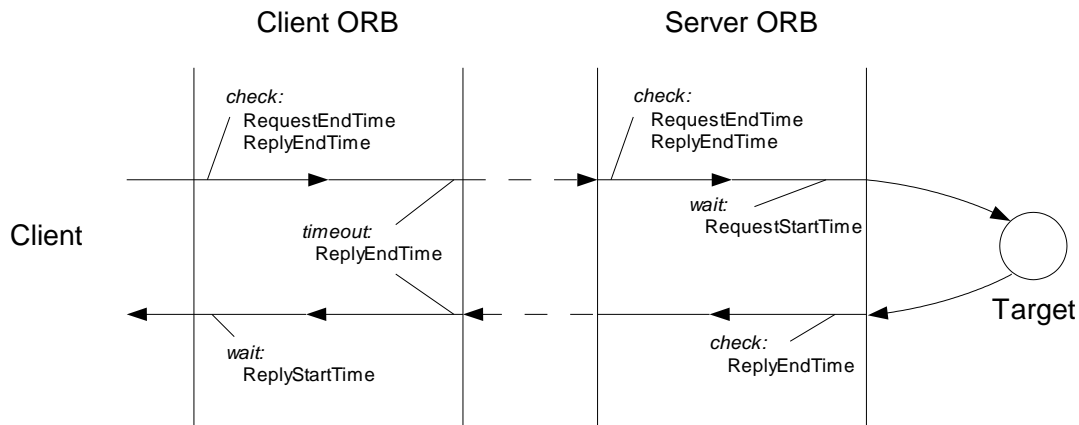 Client ORB
Server ORB
check:
RequestEndTime
ReplyEndTime
check:
RequestEndTime
ReplyEndTime
wait:
RequestStartTime
Client
timeout:
ReplyEndTime
Target
wait:
ReplyStartTime
check:
ReplyEndTime